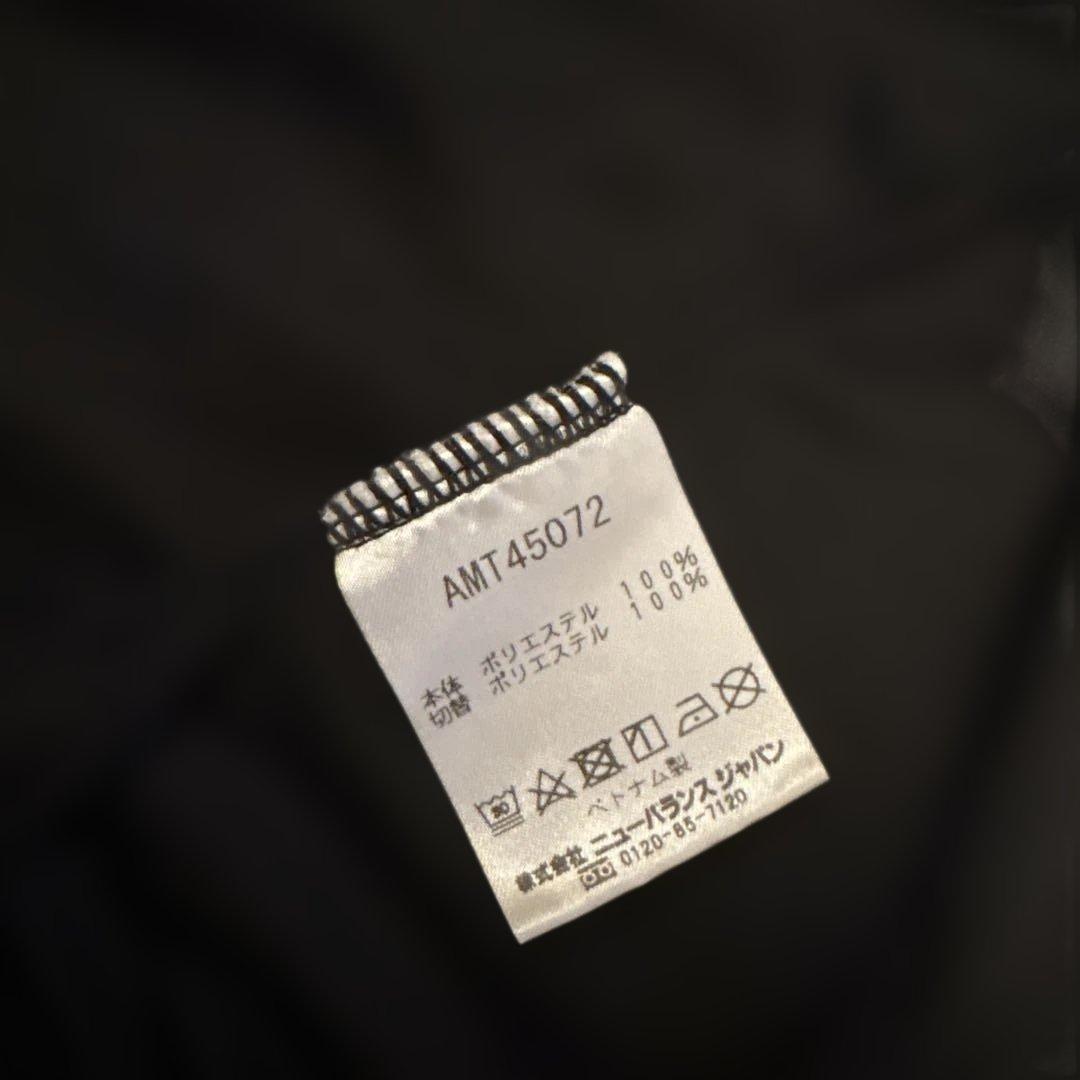 AMT45072
本体 ポリエステル 100%
切替 ポリエステル 100%
ベトナム製
株式会社 ニューバランスジャパン
0120-85-7120